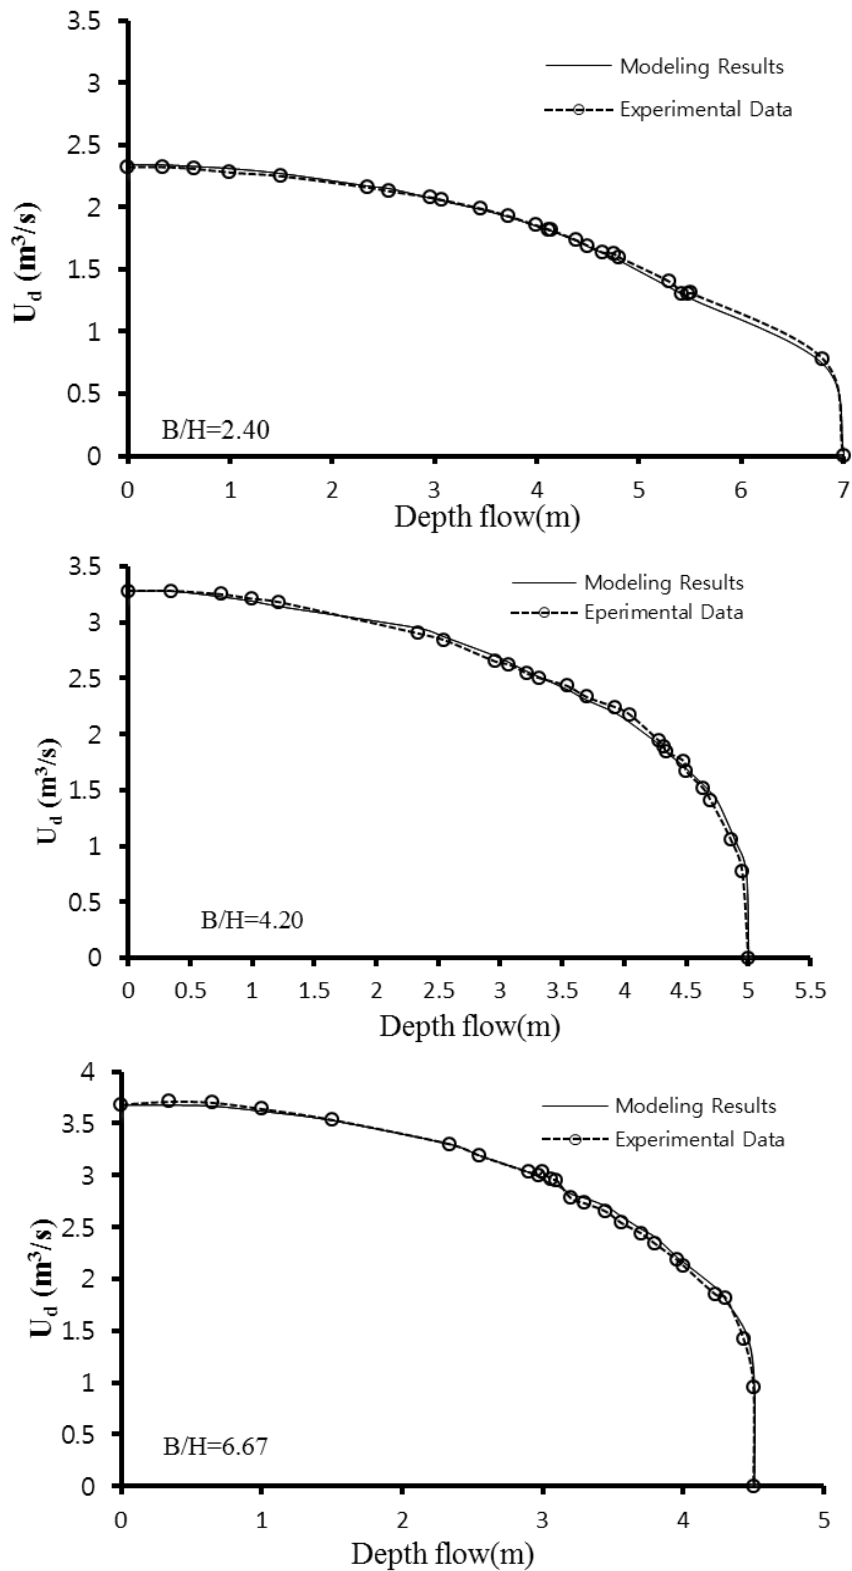 3.5
3
2.5
2
1.5
1
0.5
0
U_d (m³/s)
Modeling Results
Experimental Data
B/H=2.40
0 1 2 3 4 5 6 7
Depth flow(m)
3.5
3
2.5
2
1.5
1
0.5
0
U_d (m³/s)
Modeling Results
Eperimental Data
B/H=4.20
0 0.5 1 1.5 2 2.5 3 3.5 4 4.5 5 5.5
Depth flow(m)
4
3.5
3
2.5
2
1.5
1
0.5
0
U_d (m³/s)
Modeling Results
Experimental Data
B/H=6.67
0 1 2 3 4 5
Depth flow(m)